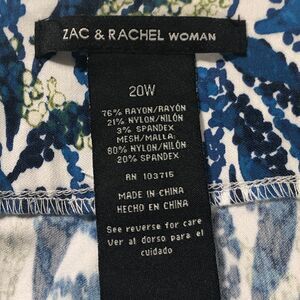 ZAC & RACHEL WOMAN
20W
76% RAYON/RAYÓN
21% NYLON/NILÓN
3% SPANDEX
MESH/MALLA:
80% NYLON/NILÓN
20% SPANDEX
RN 103715
MADE IN CHINA
HECHO EN CHINA
See reverse for care
Ver al dorso para el
cuidado